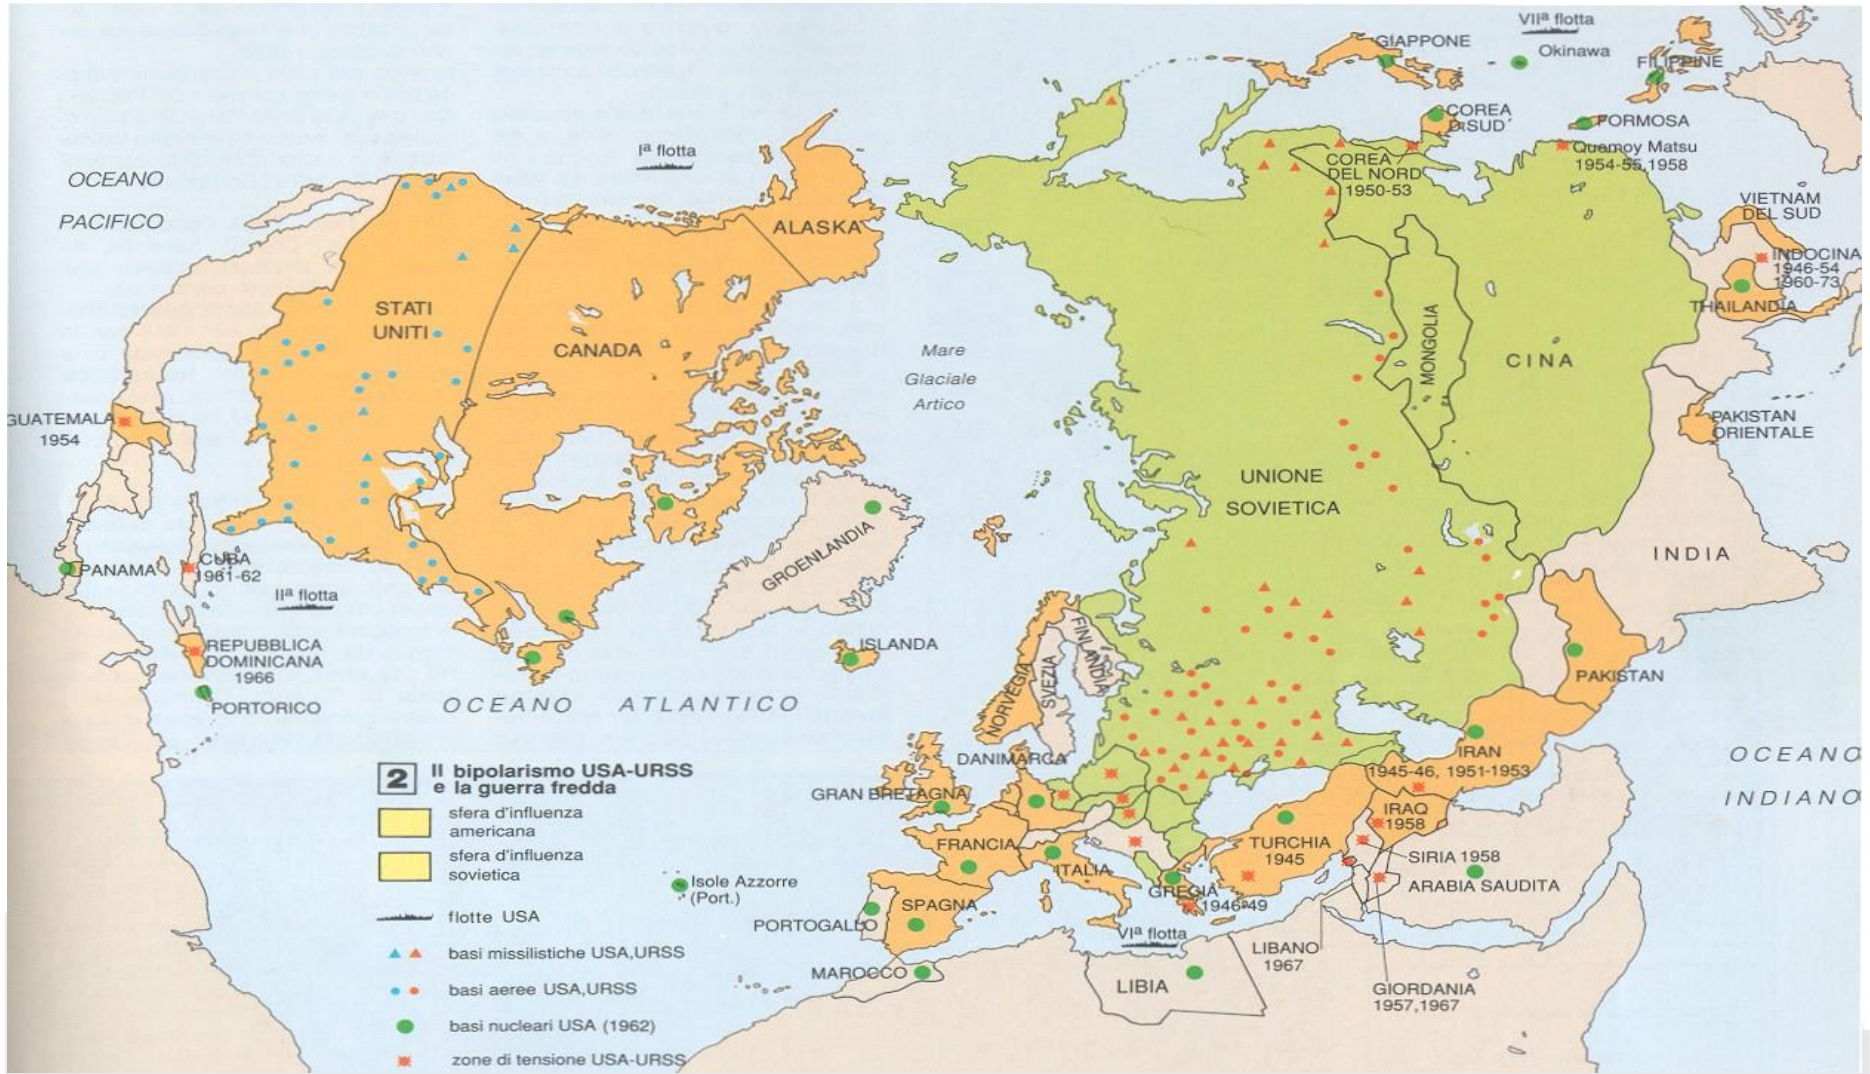 VIIª flotta
GIAPPONE
Okinawa
FILIPPINE
COREA
D.SUD
FORMOSA
Quemoy Matsu
1954-55,1958
COREA
DEL NORD
1950-53
Iª flotta
OCEANO
PACIFICO
ALASKA
VIETNAM
DEL SUD
INDOCINA
1946-54
1960-73
THAILANDIA
STATI
UNITI
CANADA
Mare
Glaciale
Artico
MONGOLIA
CINA
GUATEMALA
1954
PAKISTAN
ORIENTALE
UNIONE
SOVIETICA
GROENLANDIA
INDIA
PANAMA
CUBA
1961-62
IIª flotta
REPUBBLICA
DOMINICANA
1966
PORTORICO
ISLANDA
FINLANDIA
SVEZIA
NORVEGIA
PAKISTAN
OCEANO ATLANTICO
DANIMARCA
IRAN
1945-46, 1951-1953
OCEANO
INDIANO
2 Il bipolarismo USA-URSS
e la guerra fredda
GRAN BRETAGNA
IRAQ
1958
sfera d'influenza
americana
sfera d'influenza
sovietica
FRANCIA
TURCHIA
1945
ITALIA
SIRIA 1958
ARABIA SAUDITA
Isole Azzorre
(Port.)
GRECIA
1946-49
SPAGNA
PORTOGALLO
flotte USA
VIª flotta
LIBANO
1967
basi missilistiche USA,URSS
MAROCCO
LIBIA
GIORDANIA
1957,1967
basi aeree USA,URSS
basi nucleari USA (1962)
zone di tensione USA-URSS